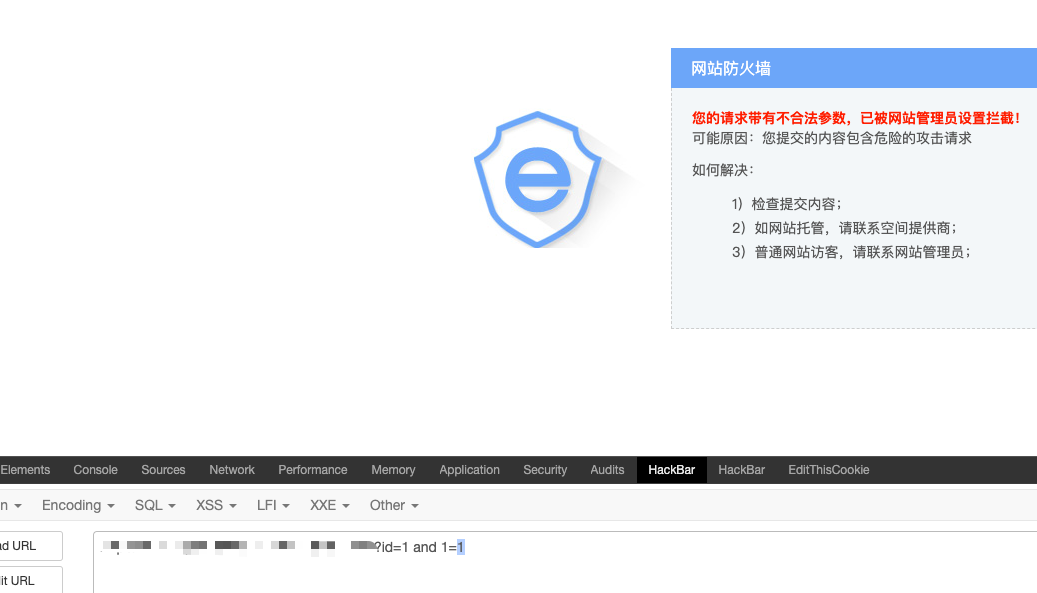 网站防火墙
您的请求带有不合法参数，已被网站管理员设置拦截！
可能原因：您提交的内容包含危险的攻击请求
如何解决：
1）检查提交内容；
2）如网站托管，请联系空间提供商；
3）普通网站访客，请联系网站管理员；
Elements Console Sources Network Performance Memory Application Security Audits HackBar HackBar EditThisCookie
n Encoding SQL XSS LFI XXE Other
ad URL
?id=1 and 1=1
lit URL